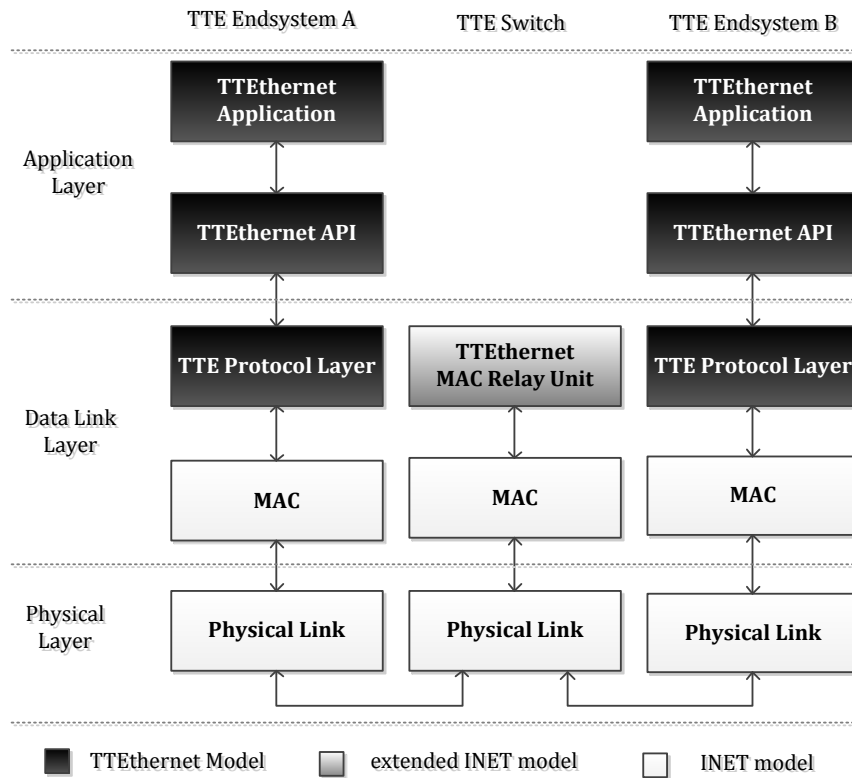 TTE Endsystem A
TTE Switch
TTE Endsystem B
TTEthernet
Application
TTEthernet
Application
Application
Layer
TTEthernet API
TTEthernet API
TTE Protocol Layer
TTEthernet
MAC Relay Unit
TTE Protocol Layer
Data Link
Layer
MAC
MAC
MAC
Physical
Layer
Physical Link
Physical Link
Physical Link
TTEthernet Model
extended INET model
INET model